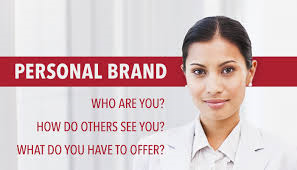 PERSONAL BRAND
WHO ARE YOU?
HOW DO OTHERS SEE YOU?
WHAT DO YOU HAVE TO OFFER?